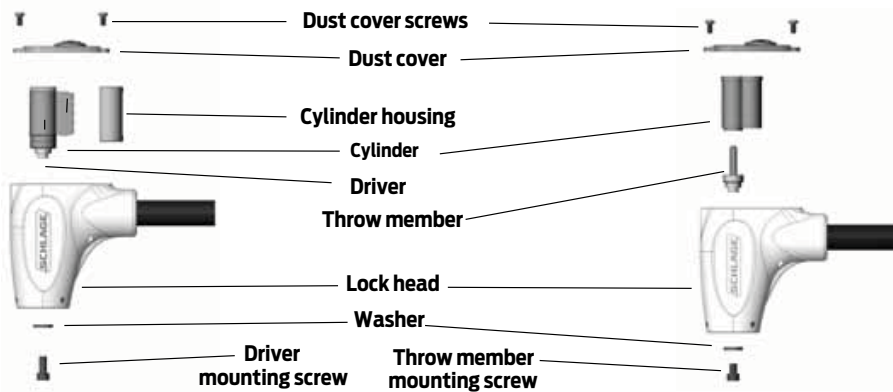 Dust cover screws
Dust cover
Cylinder housing
Cylinder
Driver
Throw member
SCHLAGE
SCHLAGE
Lock head
Washer
Driver
mounting screw
Throw member
mounting screw